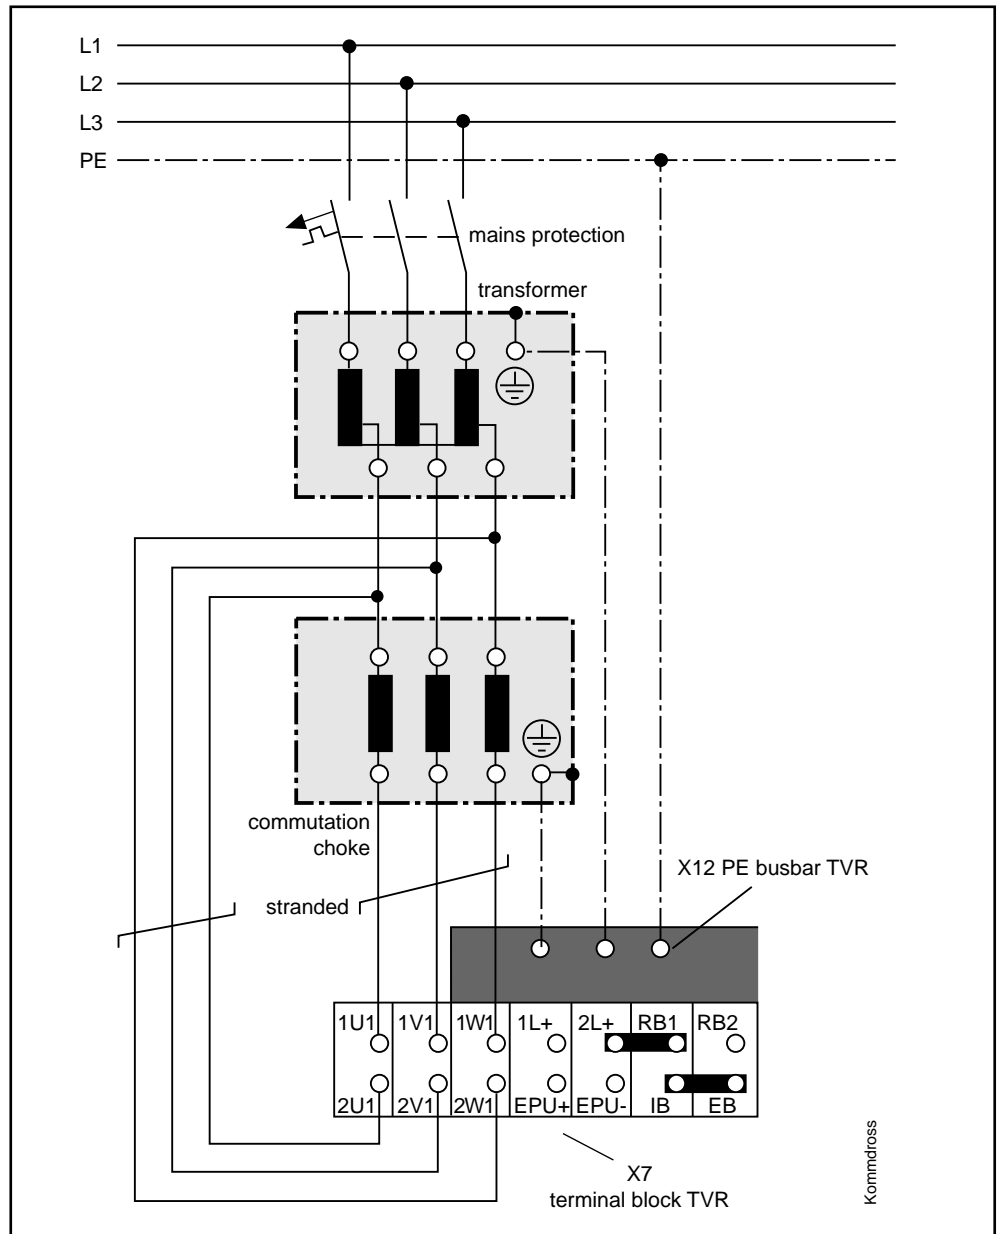 L1
L2
L3
PE
mains protection
transformer
commutation
choke
X12 PE busbar TVR
stranded
1U1 1V1 1W1 1L+ 2L+ RB1 RB2
2U1 2V1 2W1 EPU+ EPU- IB EB
X7
terminal block TVR
Kommdross